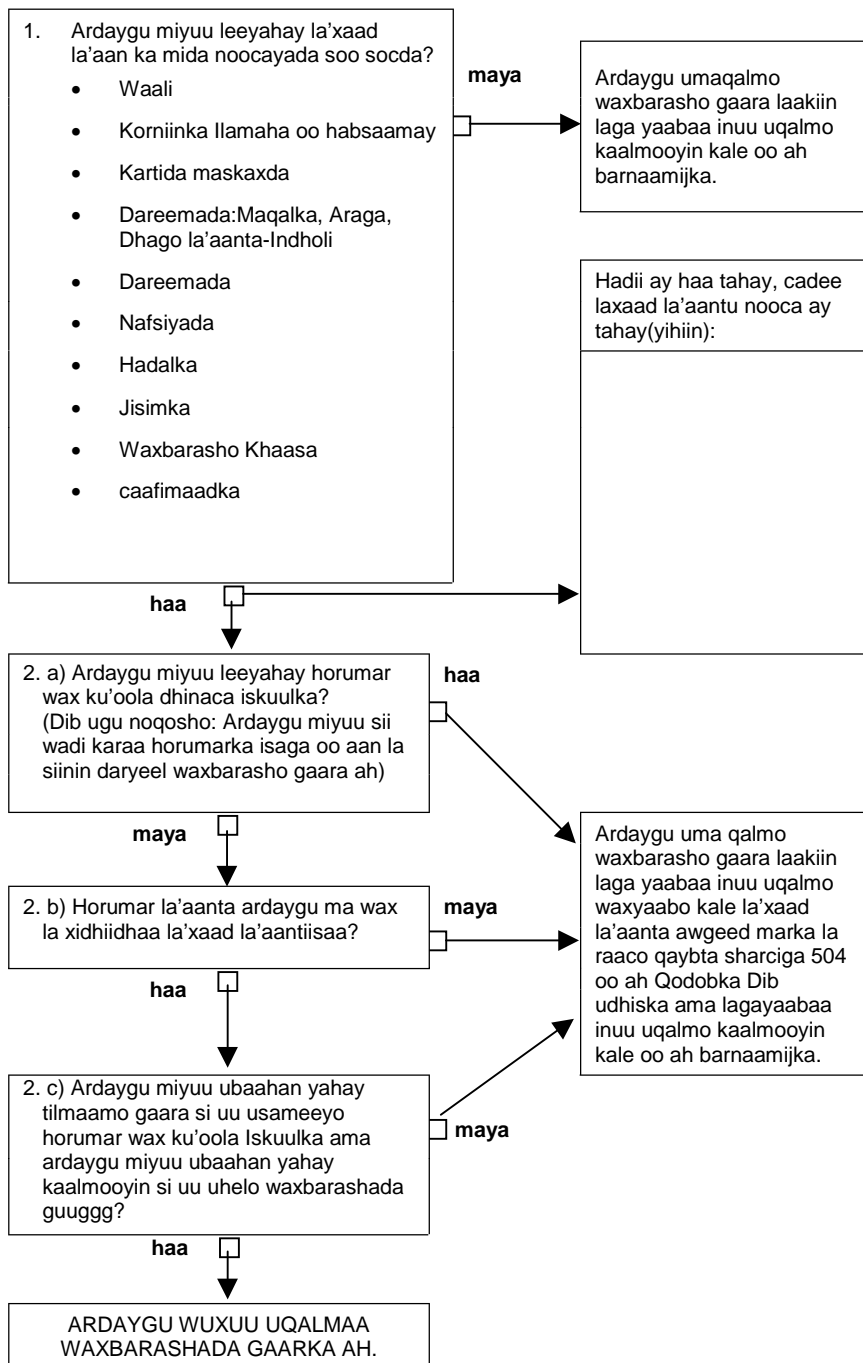 1. Ardaygu miyuu leeyahay la'xaad
la'aan ka mida noocayada soo socda?
• Waali
• Korniinka Ilamaha oo habsaamay
• Kartida maskaxda
• Dareemada:Maqalka, Araga,
Dhago la'aanta-Indholi
• Dareemada
• Nafsiyada
• Hadalka
• Jisimka
• Waxbarasho Khaasa
• caafimaadka
maya
Ardaygu umaqalmo
waxbarasho gaara laakiin
laga yaabaa inuu uqalmo
kaalmooyin kale oo ah
barnaamijka.
haa
Hadii ay haa tahay, cadee
laxaad la'aantu nooca ay
tahay(yihiin):
2. a) Ardaygu miyuu leeyahay horumar
wax ku'oola dhinaca iskuulka?
(Dib ugu noqosho: Ardaygu miyuu sii
wadi karaa horumarka isaga oo aan la
siinin daryeel waxbarasho gaara ah)
haa
maya
2. b) Horumar la'aanta ardaygu ma wax
la xidhiidhaa la'xaad la'aantiisaa?
maya
haa
Ardaygu uma qalmo
waxbarasho gaara laakiin
laga yaabaa inuu uqalmo
waxyaabo kale la'xaad
la'aanta awgeed marka la
raaco qaybta sharciga 504
oo ah Qodobka Dib
udhiska ama lagayaabaa
inuu uqalmo kaalmooyin
kale oo ah barnaamijka.
2. c) Ardaygu miyuu ubaahan yahay
tilmaamo gaara si uu usameeyo
horumar wax ku'oola Iskuulka ama
ardaygu miyuu ubaahan yahay
kaalmooyin si uu uhelo waxbarashada
guuggg?
maya
haa
ARDAYGU WUXUU UQALMAA
WAXBARASHADA GAARKA AH.